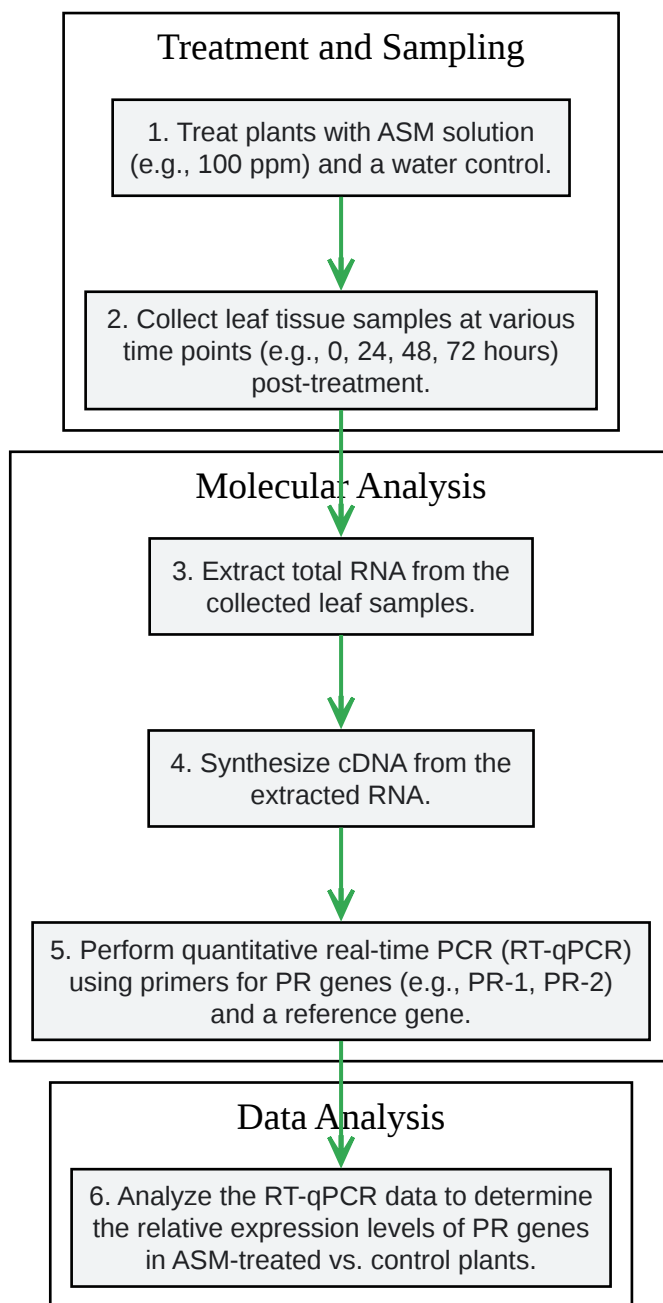 Treatment and Sampling
1. Treat plants with ASM solution
(e.g., 100 ppm) and a water control.
2. Collect leaf tissue samples at various
time points (e.g., 0, 24, 48, 72 hours)
post-treatment.
Molecular Analysis
3. Extract total RNA from the
collected leaf samples.
4. Synthesize cDNA from the
extracted RNA.
5. Perform quantitative real-time PCR (RT-qPCR)
using primers for PR genes (e.g., PR-1, PR-2)
and a reference gene.
Data Analysis
6. Analyze the RT-qPCR data to determine
the relative expression levels of PR genes
in ASM-treated vs. control plants.